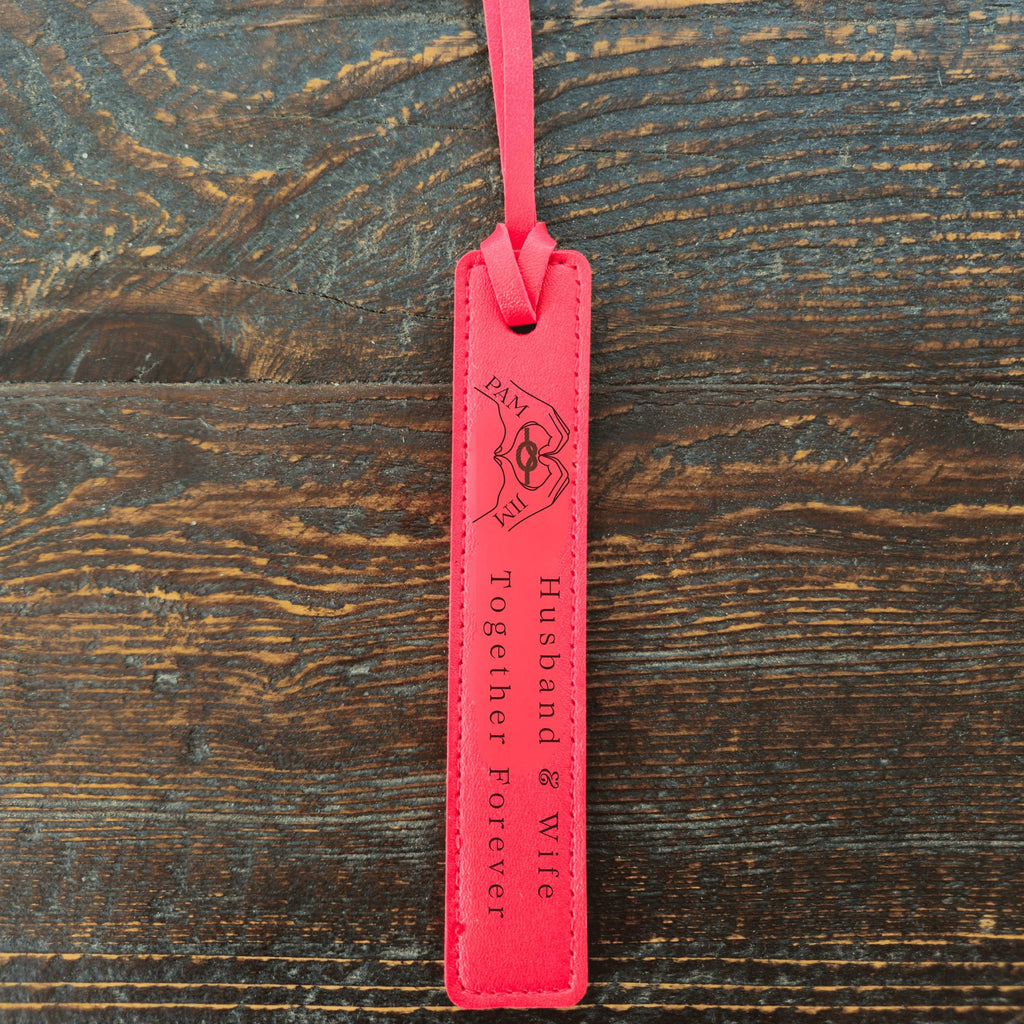 PAM
JIM
Husband & Wife
Together Forever